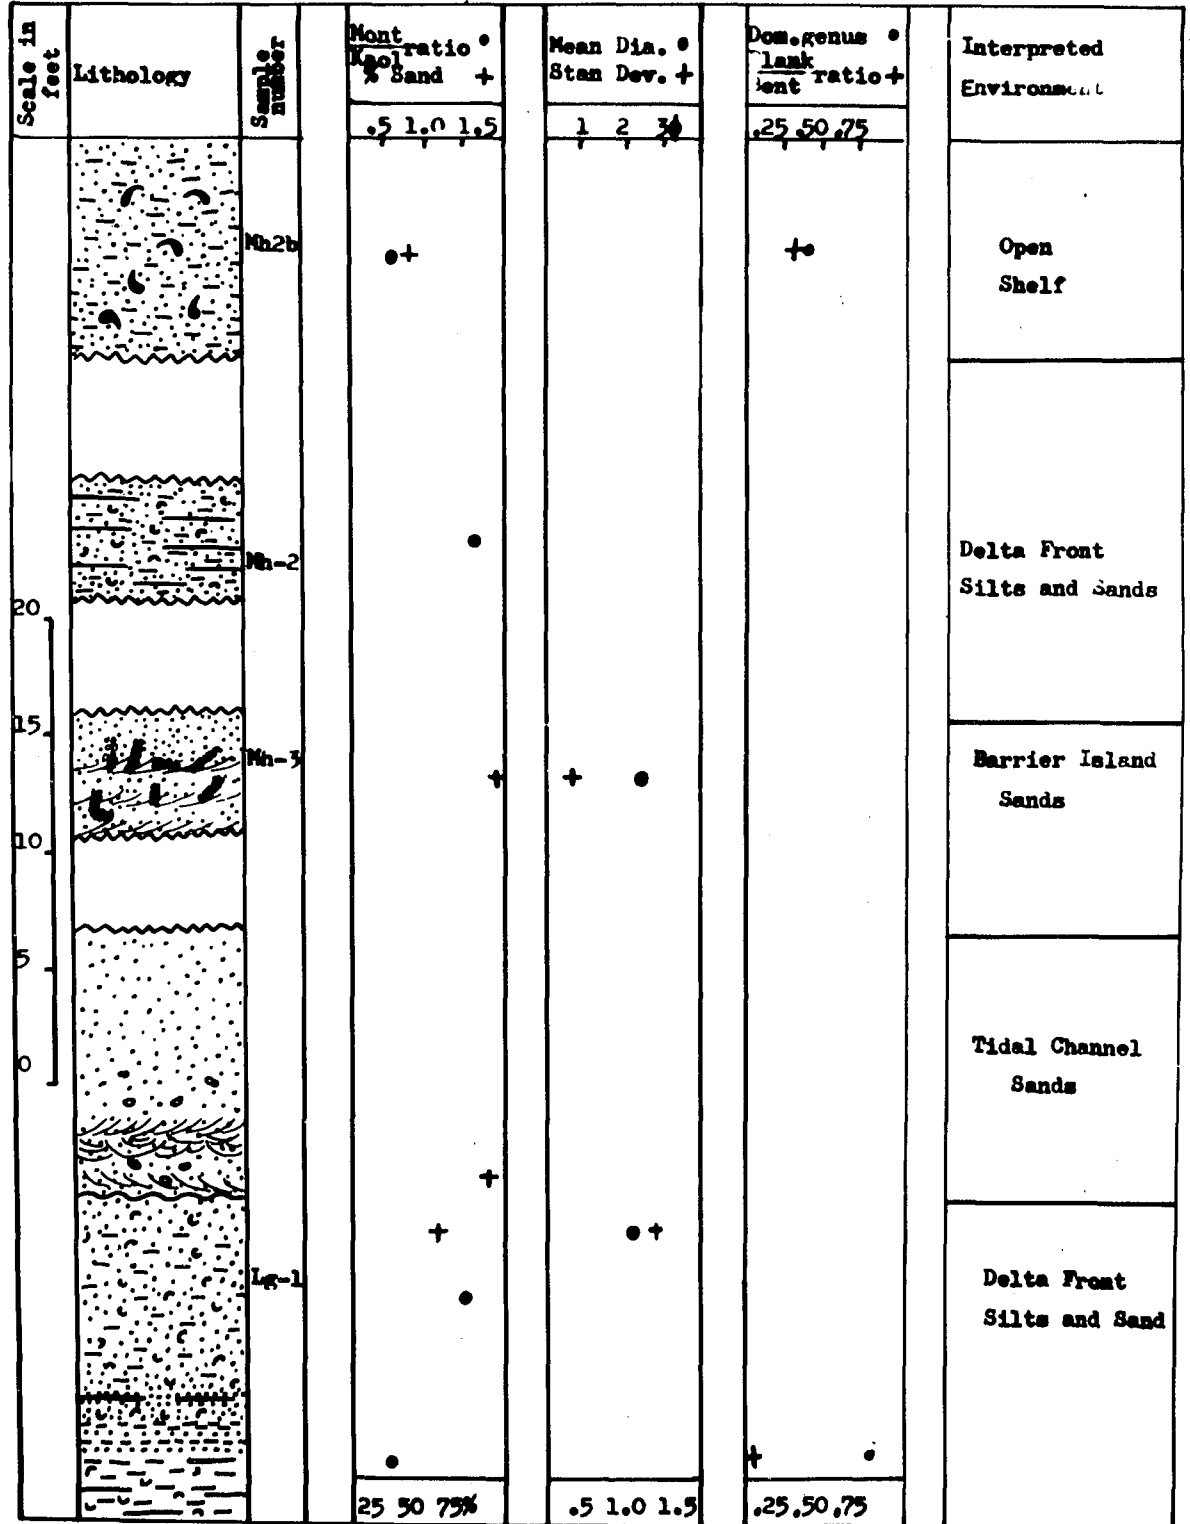 Scale in feet
Lithology
Sample number
Mont
Kaol ratio
% Sand +
Mean Dia.
Stan Dev. +
Dom.genus
ratio+
Interpreted
.5 1.0 1.5
1 2 3ϕ
.25 .50 .75
Mh2b
Open
Shelf
Mh-2
Delta Front
Silts and Sands
20
15
Mh-3
Barrier Island
Sands
10
5
0
Tidal Channel
Sands
Lg-1
Delta Front
Silts and Sand
25 50 75%
.5 1.0 1.5
.25 .50 .75